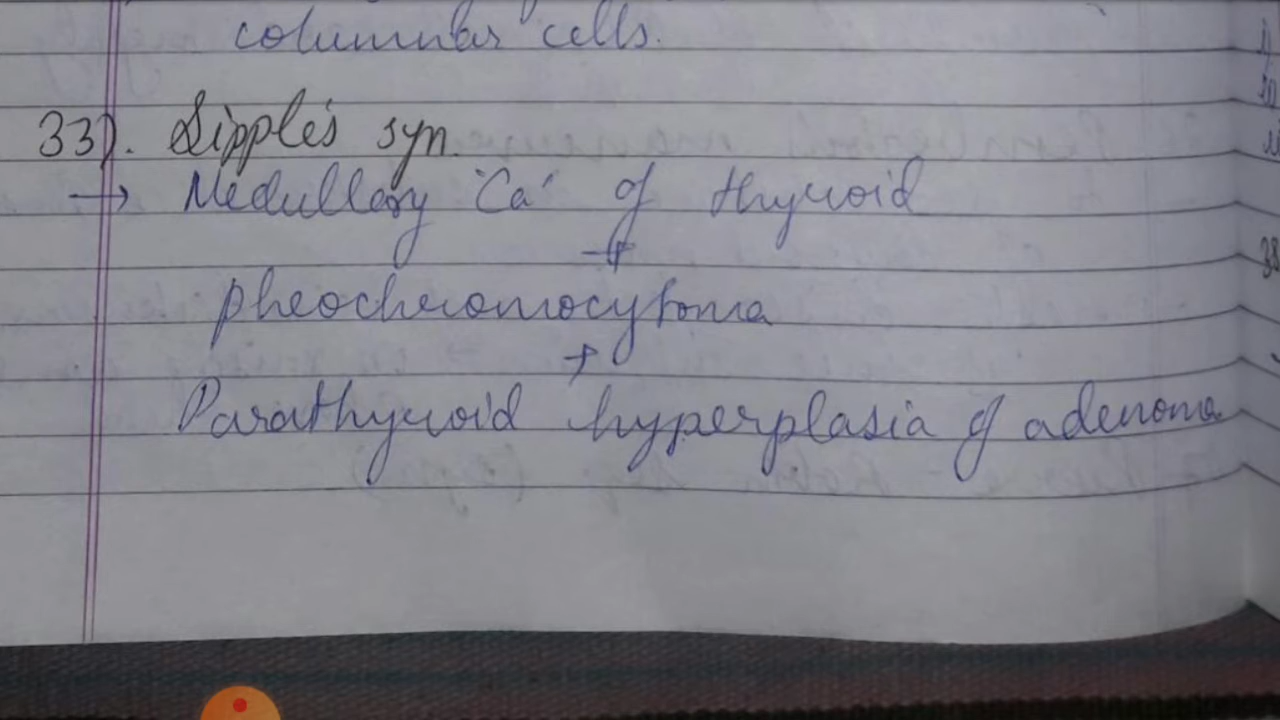 columnar cells.
33). Sipple's syn.
→ Medullary 'Ca' of thyroid
+
pheochromocytoma
+
Parathyroid hyperplasia of adenoma